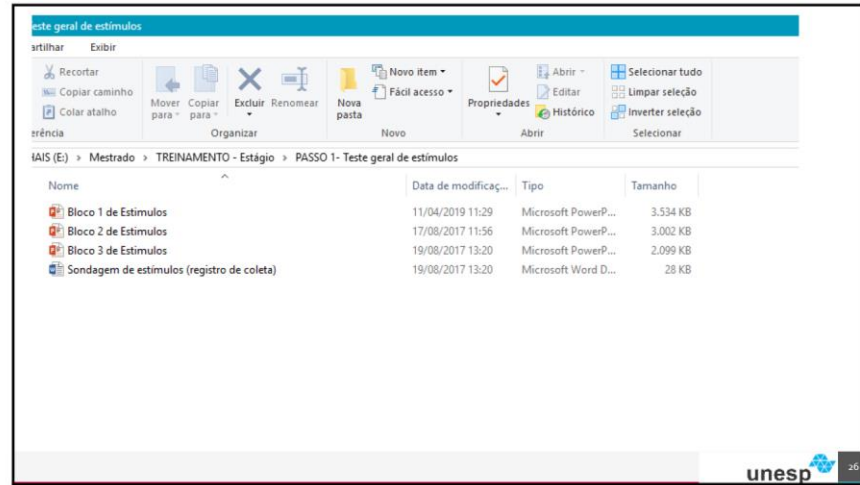 este geral de estímulos
artilhar Exibir
Recortar
Copiar caminho
Colar atalho
Mover para
Copiar para
Excluir
Renomear
Nova pasta
Novo item
Fácil acesso
Propriedades
Abrir
Editar
Histórico
Selecionar tudo
Limpar seleção
Inverter seleção
erência Organizar Novo Abrir Selecionar
IAIS (E:) > Mestrado > TREINAMENTO - Estágio > PASSO 1- Teste geral de estímulos
Nome Data de modificaç... Tipo Tamanho
Bloco 1 de Estimulos 11/04/2019 11:29 Microsoft PowerP... 3.534 KB
Bloco 2 de Estimulos 17/08/2017 11:56 Microsoft PowerP... 3.002 KB
Bloco 3 de Estimulos 19/08/2017 13:20 Microsoft PowerP... 2.099 KB
Sondagem de estímulos (registro de coleta) 19/08/2017 13:20 Microsoft Word D... 28 KB
unesp 26